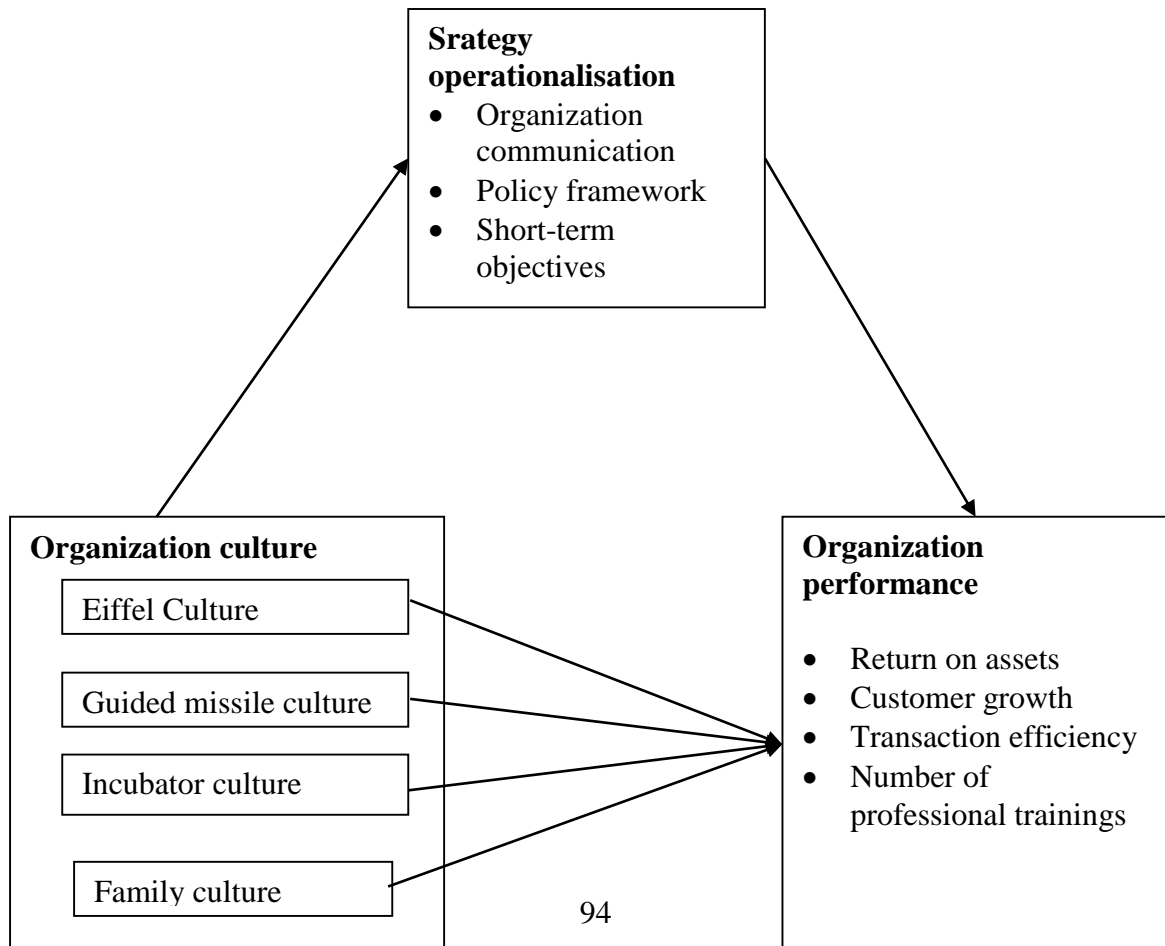 Srategy
operationalisation
• Organization
communication
• Policy framework
• Short-term
objectives
Organization culture
Eiffel Culture
Guided missile culture
Incubator culture
Family culture
Organization
performance
• Return on assets
• Customer growth
• Transaction efficiency
• Number of
professional trainings
94